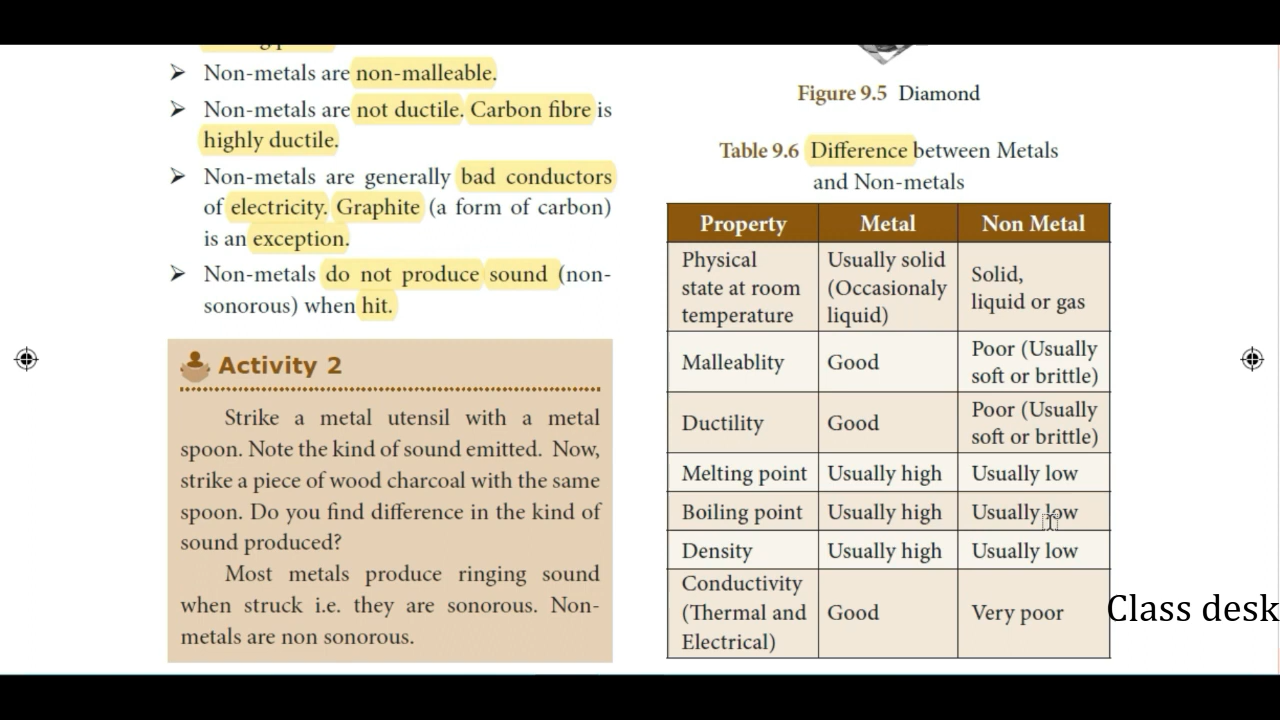 ➢ Non-metals are non-malleable.
➢ Non-metals are not ductile. Carbon fibre is
highly ductile.
➢ Non-metals are generally bad conductors
of electricity. Graphite (a form of carbon)
is an exception.
➢ Non-metals do not produce sound (non-
sonorous) when hit.
Activity 2
Strike a metal utensil with a metal
spoon. Note the kind of sound emitted. Now,
strike a piece of wood charcoal with the same
spoon. Do you find difference in the kind of
sound produced?
Most metals produce ringing sound
when struck i.e. they are sonorous. Non-
metals are non sonorous.
Figure 9.5 Diamond
Table 9.6 Difference between Metals
and Non-metals
Property Metal Non Metal
Physical
state at room
temperature
Usually solid
(Occasionaly
liquid)
Solid,
liquid or gas
Malleablity
Good
Poor (Usually
soft or brittle)
Ductility
Good
Poor (Usually
soft or brittle)
Melting point Usually high Usually low
Boiling point Usually high Usually low
Density Usually high Usually low
Conductivity
(Thermal and
Electrical)
Good
Very poor
Class desk